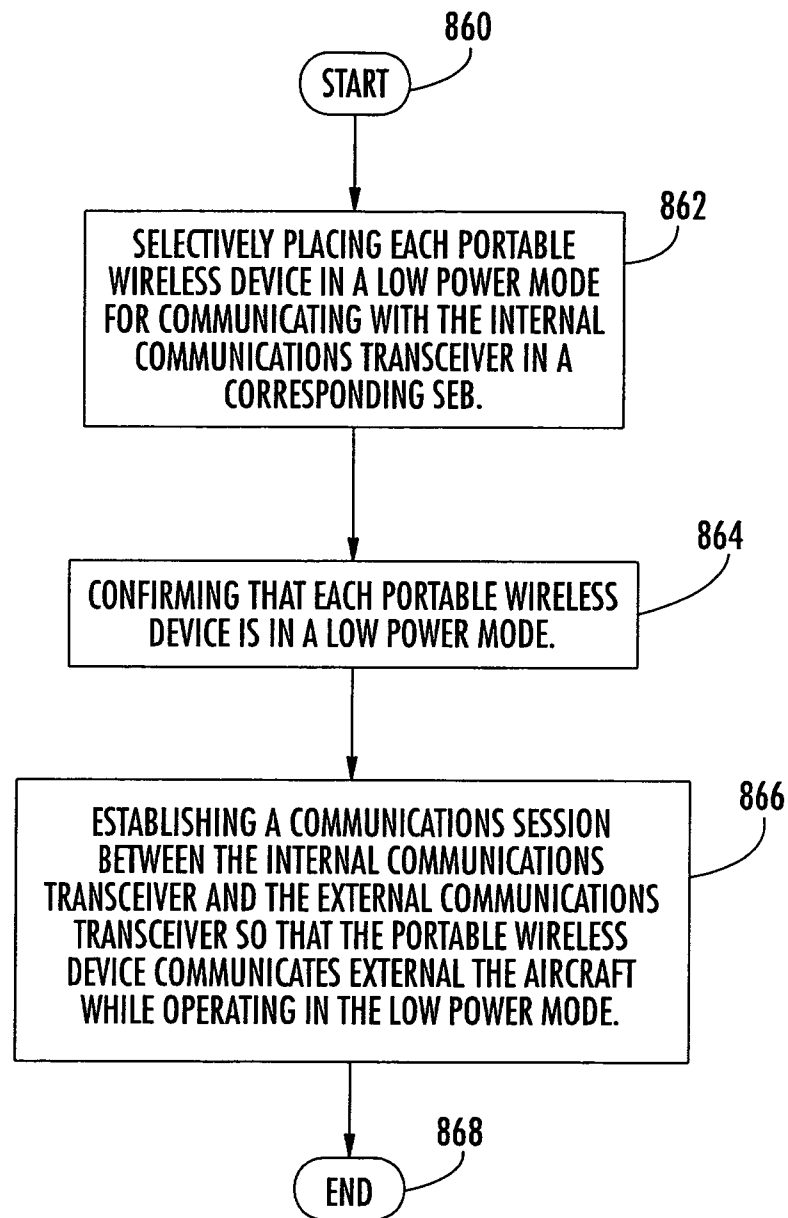 860
START
862
SELECTIVELY PLACING EACH PORTABLE
WIRELESS DEVICE IN A LOW POWER MODE
FOR COMMUNICATING WITH THE INTERNAL
COMMUNICATIONS TRANSCEIVER IN A
CORRESPONDING SEB.
864
CONFIRMING THAT EACH PORTABLE WIRELESS
DEVICE IS IN A LOW POWER MODE.
866
ESTABLISHING A COMMUNICATIONS SESSION
BETWEEN THE INTERNAL COMMUNICATIONS
TRANSCEIVER AND THE EXTERNAL COMMUNICATIONS
TRANSCEIVER SO THAT THE PORTABLE WIRELESS
DEVICE COMMUNICATES EXTERNAL THE AIRCRAFT
WHILE OPERATING IN THE LOW POWER MODE.
868
END